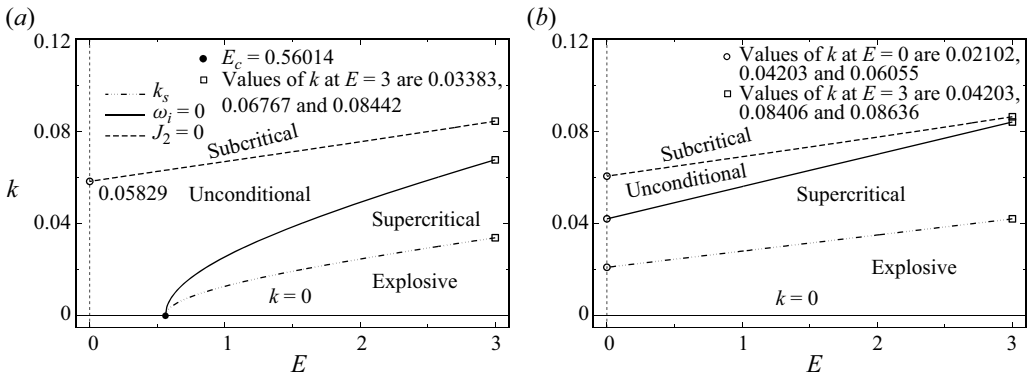 (a)
0.12
E_c = 0.56014
Values of k at E = 3 are 0.03383,
0.06767 and 0.08442
k_s
ω_i = 0
J_2 = 0
0.08
Subcritical
0.05829
Unconditional
k
0.04
Supercritical
Explosive
k = 0
0
0 1 2 3
E
(b)
0.12
Values of k at E = 0 are 0.02102,
0.04203 and 0.06055
Values of k at E = 3 are 0.04203,
0.08406 and 0.08636
0.08
Subcritical
Unconditional
0.04
Supercritical
Explosive
k = 0
0
0 1 2 3
E